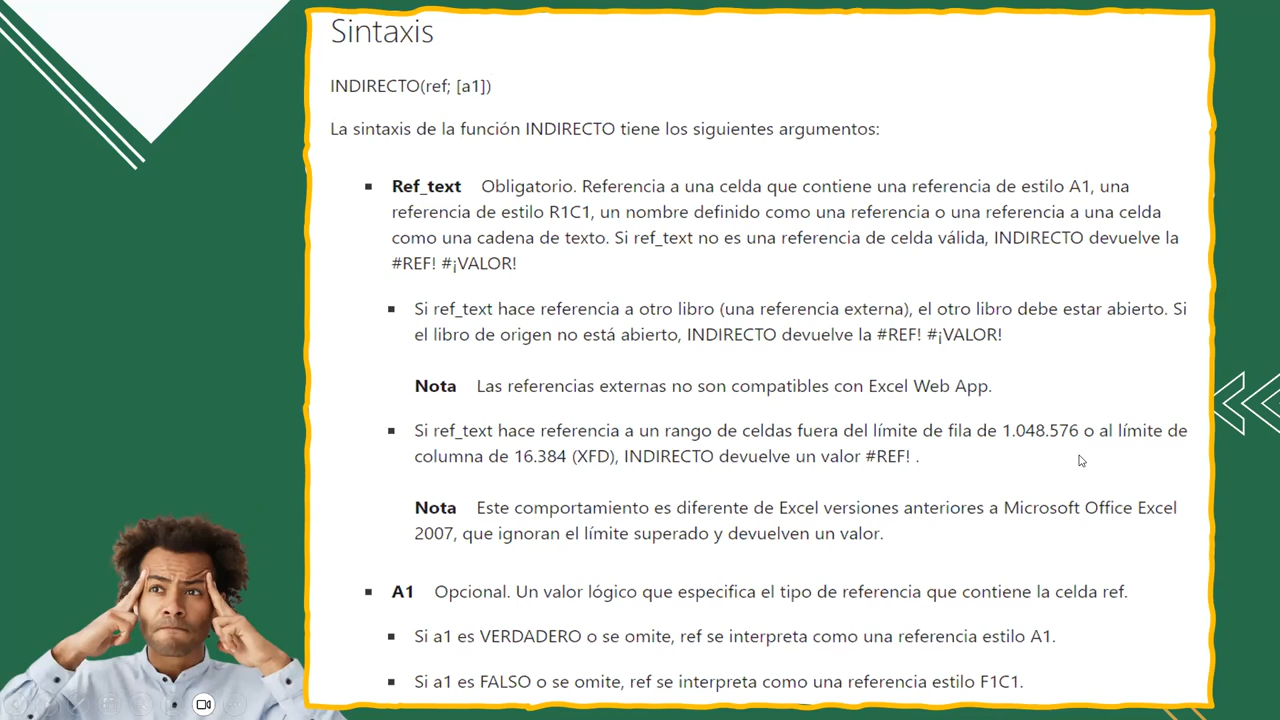 Sintaxis
INDIRECTO(ref; [a1])
La sintaxis de la función INDIRECTO tiene los siguientes argumentos:
▪ Ref_text Obligatorio. Referencia a una celda que contiene una referencia de estilo A1, una
referencia de estilo R1C1, un nombre definido como una referencia o una referencia a una celda
como una cadena de texto. Si ref_text no es una referencia de celda válida, INDIRECTO devuelve la
#REF! #¡VALOR!
▪ Si ref_text hace referencia a otro libro (una referencia externa), el otro libro debe estar abierto. Si
el libro de origen no está abierto, INDIRECTO devuelve la #REF! #¡VALOR!
Nota Las referencias externas no son compatibles con Excel Web App.
▪ Si ref_text hace referencia a un rango de celdas fuera del límite de fila de 1.048.576 o al límite de
columna de 16.384 (XFD), INDIRECTO devuelve un valor #REF! .
Nota Este comportamiento es diferente de Excel versiones anteriores a Microsoft Office Excel
2007, que ignoran el límite superado y devuelven un valor.
▪ A1 Opcional. Un valor lógico que especifica el tipo de referencia que contiene la celda ref.
▪ Si a1 es VERDADERO o se omite, ref se interpreta como una referencia estilo A1.
▪ Si a1 es FALSO o se omite, ref se interpreta como una referencia estilo F1C1.